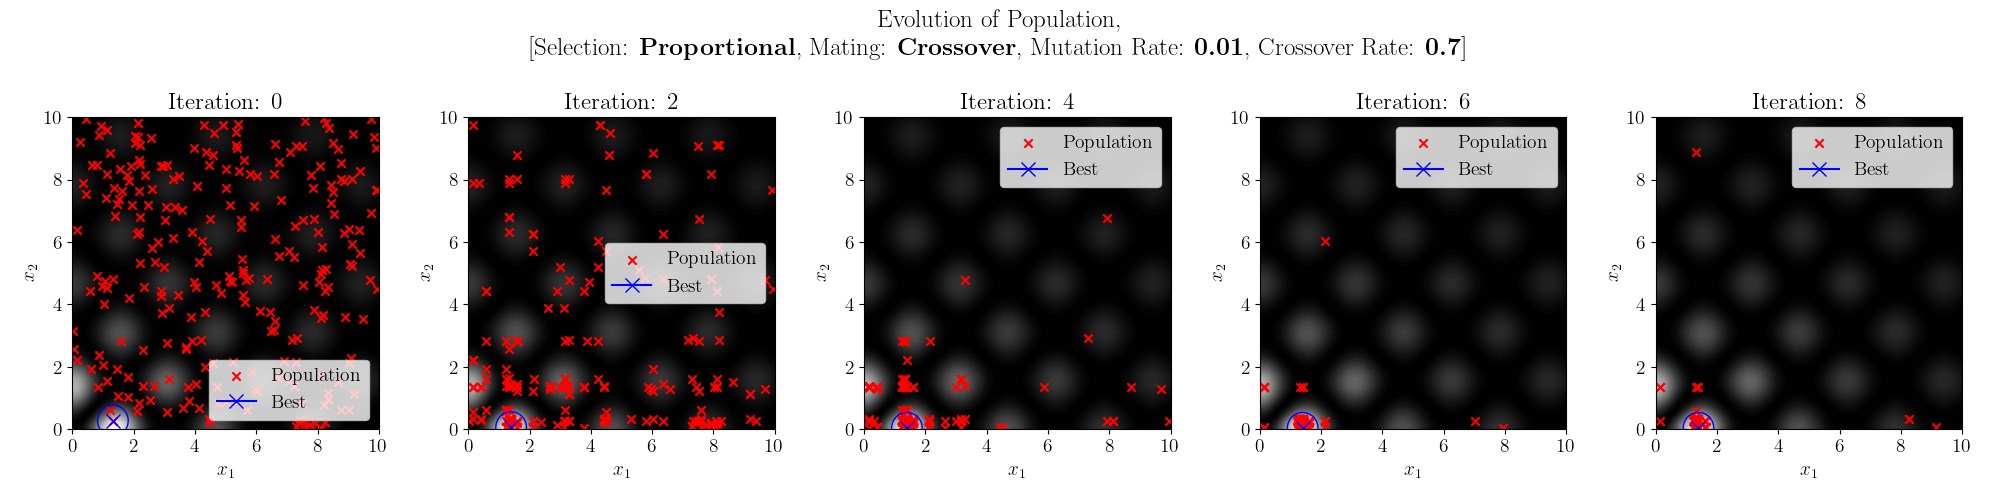 Evolution of Population,
[Selection: Proportional, Mating: Crossover, Mutation Rate: 0.01, Crossover Rate: 0.7]
Iteration: 0
10
8
6
4
2
0
x2
0 2 4 6 8 10
x1
Population
Best
Iteration: 2
10
8
6
4
2
0
x2
0 2 4 6 8 10
x1
Population
Best
Iteration: 4
10
8
6
4
2
0
x2
0 2 4 6 8 10
x1
Population
Best
Iteration: 6
10
8
6
4
2
0
x2
0 2 4 6 8 10
x1
Population
Best
Iteration: 8
10
8
6
4
2
0
x2
0 2 4 6 8 10
x1
Population
Best